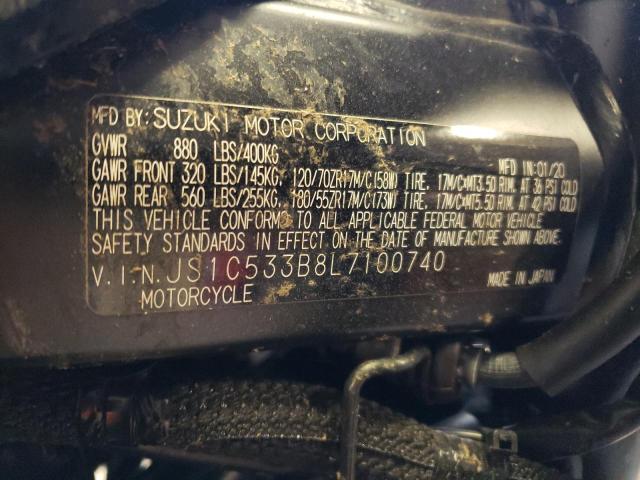 MFD BY: SUZUKI MOTOR CORPORATION
GVWR 880 LBS/400KG MFD IN: 01/20
GAWR FRONT 320 LBS/145KG, 120/70ZR17M/C(58W) TIRE, 17M/C×MT3.50 RIM, AT 36 PSI COLD
GAWR REAR 560 LBS/255KG, 180/55ZR17M/C(73W) TIRE, 17M/C×MT5.50 RIM, AT 42 PSI COLD
THIS VEHICLE CONFORMS TO ALL APPLICABLE FEDERAL MOTOR VEHICLE
SAFETY STANDARDS IN EFFECT ON THE DATE OF MANUFACTURE SHOWN ABOVE.
V.I.N. JS1C533B8L7100740 MADE IN JAPAN
MOTORCYCLE